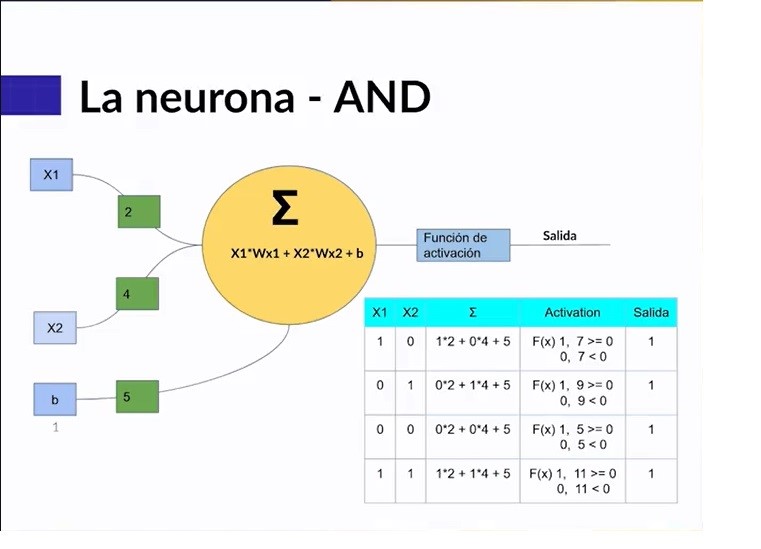 La neurona - AND
X1
2
Σ
X1*Wx1 + X2*Wx2 + b
Función de
activación
Salida
4
X2
b
5
1
X1 X2 Σ Activation Salida
1 0 1*2 + 0*4 + 5 F(x) 1, 7 >= 0 1
0, 7 < 0
0 1 0*2 + 1*4 + 5 F(x) 1, 9 >= 0 1
0, 9 < 0
0 0 0*2 + 0*4 + 5 F(x) 1, 5 >= 0 1
0, 5 < 0
1 1 1*2 + 1*4 + 5 F(x) 1, 11 >= 0 1
0, 11 < 0